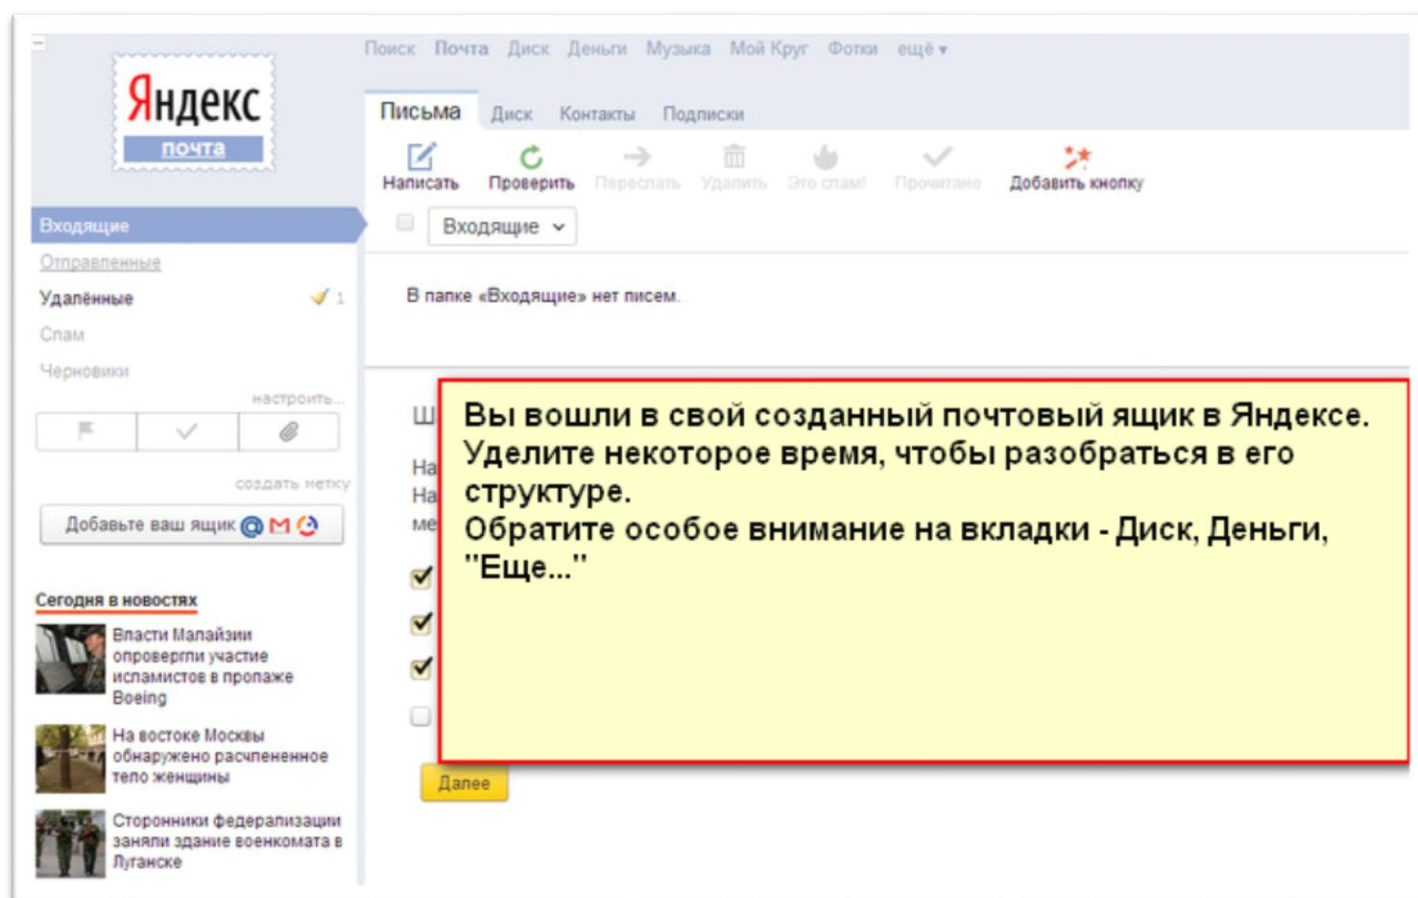 Поиск Почта Диск Деньги Музыка Мой Круг Фотки ещё
Яндекс
почта
Письма Диск Контакты Подписки
Написать Проверить Переслать Удалить Это спам! Прочитано Добавить кнопку
Входящие
Входящие
Отправленные
Удалённые 1
В папке «Входящие» нет писем.
Спам
Черновики
настроить...
создать метку
Добавьте ваш ящик
Сегодня в новостях
Власти Малайзии
опровергли участие
исламистов в пропаже
Boeing
На востоке Москвы
обнаружено расчлененное
тело женщины
Сторонники федерализации
заняли здание военкомата в
Луганске
Ш
На
На
ме
Вы вошли в свой созданный почтовый ящик в Яндексе.
Уделите некоторое время, чтобы разобраться в его
структуре.
Обратите особое внимание на вкладки - Диск, Деньги,
"Еще..."
Далее